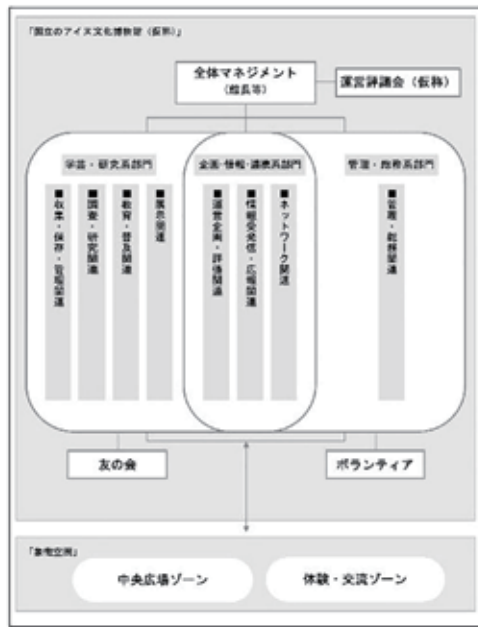 「国立のアイヌ文化博物館（仮称）」
全体マネジメント
（館長等）
運営評議会（仮称）
学芸・研究系部門
企画・情報・連携系部門
管理・総務系部門
■収集・保存・管理関連
■調査・研究関連
■教育・普及関連
■展示関連
■運営企画・評価関連
■情報受発信・広報関連
■ネットワーク関連
■管理・総務関連
友の会
ボランティア
「象徴空間」
中央広場ゾーン
体験・交流ゾーン